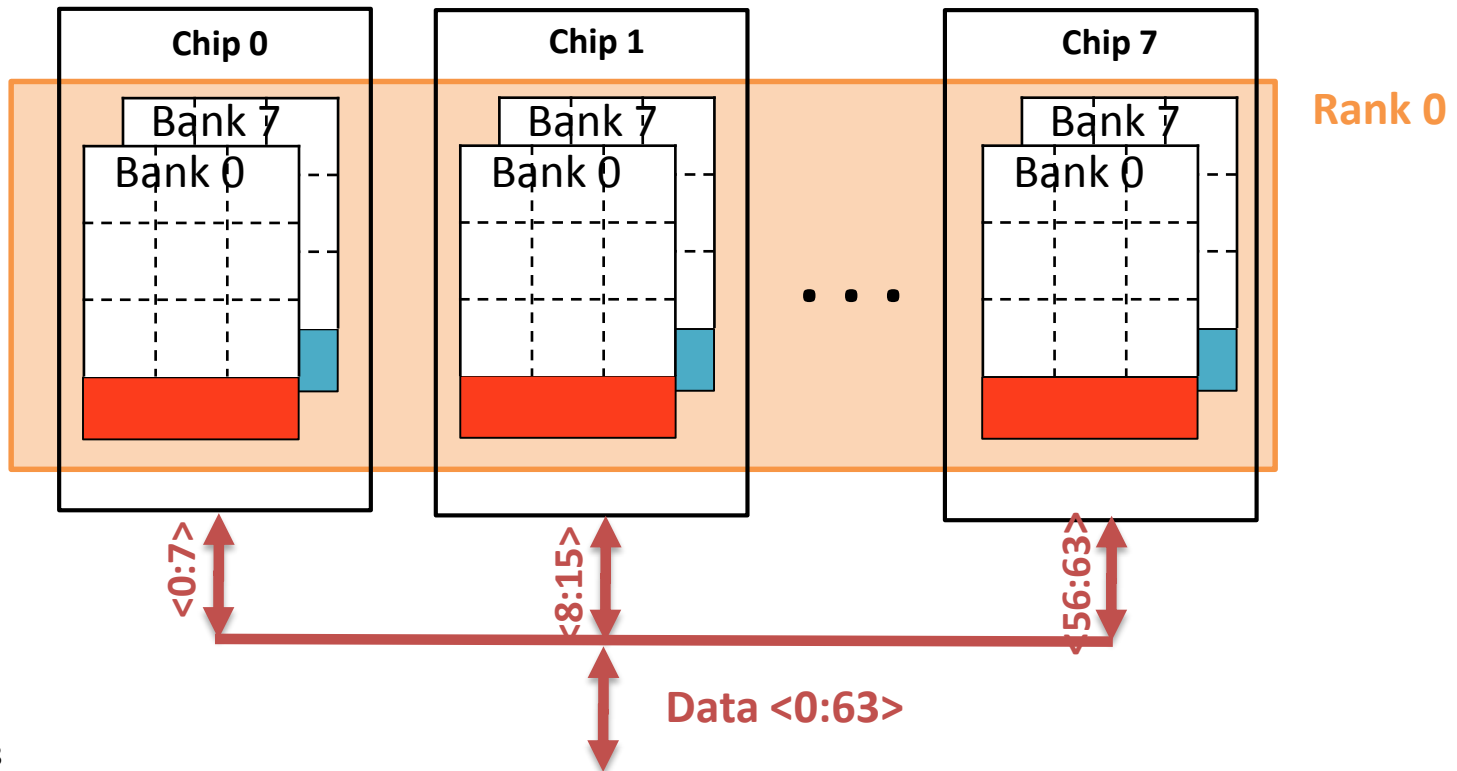 Chip 0
Chip 1
Chip 7
Rank 0
Bank 7
Bank 7
Bank 7
Bank 0
Bank 0
Bank 0
. . .
<0:7>
<8:15>
<56:63>
Data <0:63>